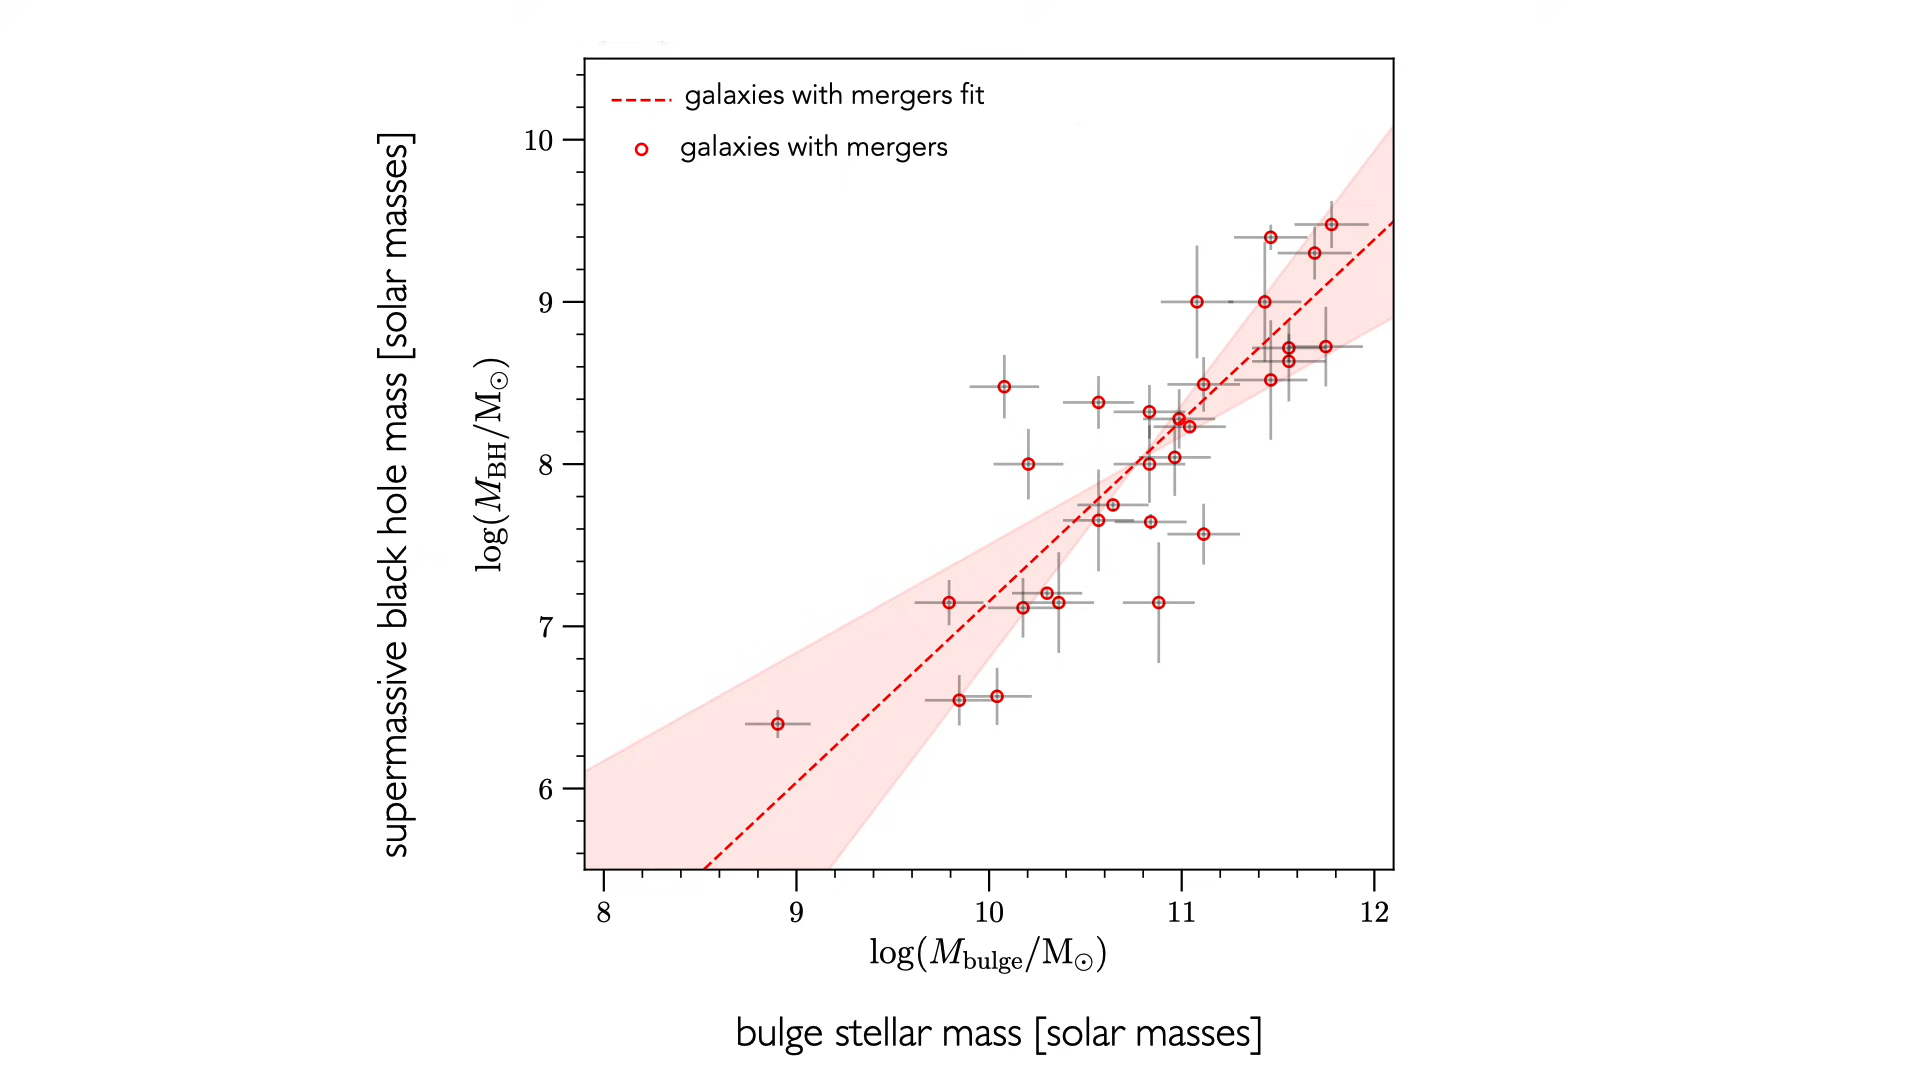 galaxies with mergers fit
galaxies with mergers
supermassive black hole mass [solar masses]
log(M_BH/M_⊙)
10
9
8
7
6
8 9 10 11 12
log(M_bulge/M_⊙)
bulge stellar mass [solar masses]